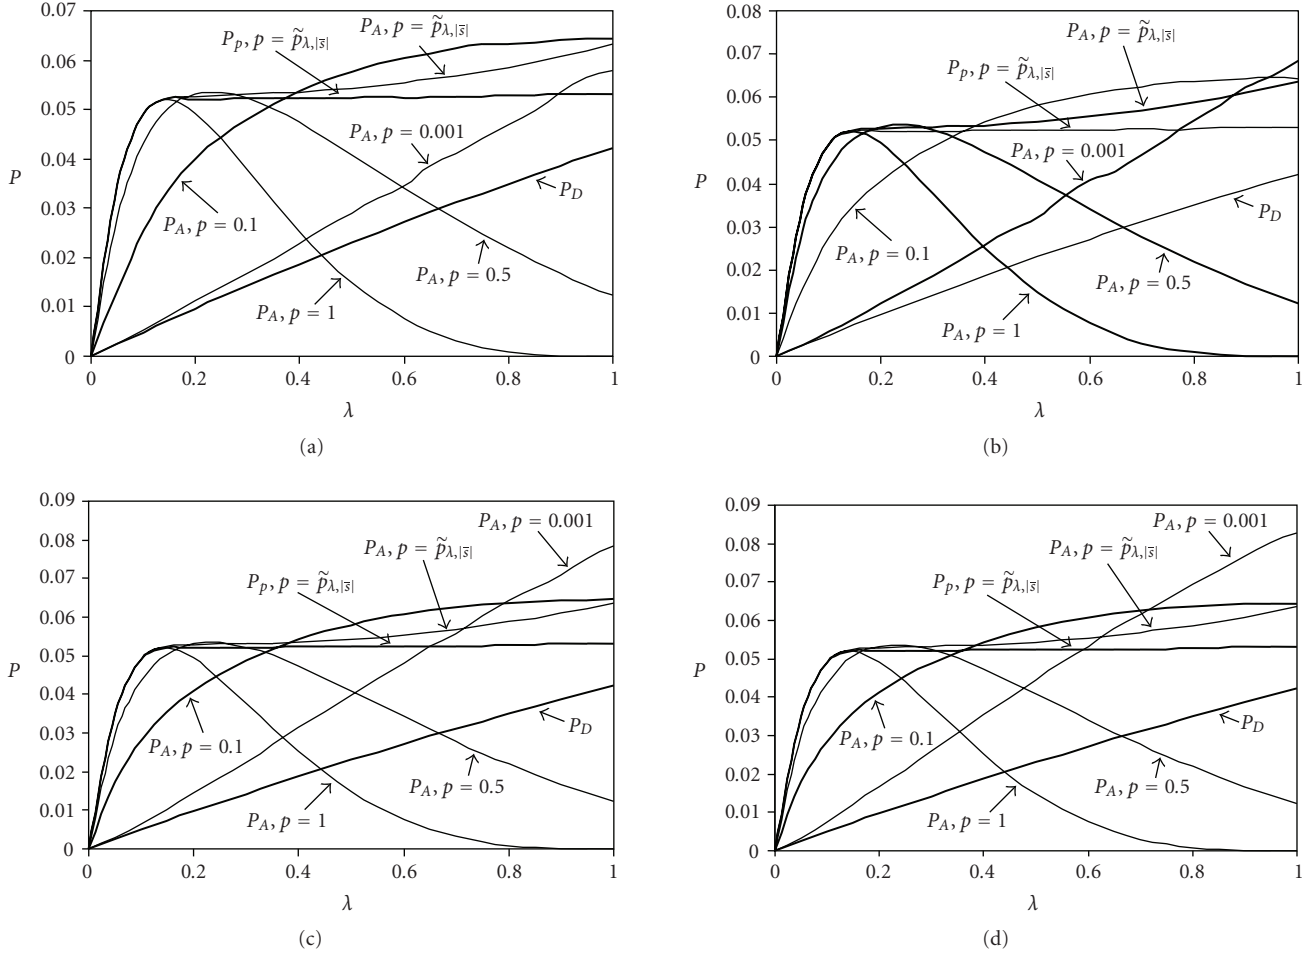 0.07
0.06
0.05
0.04
0.03
0.02
0.01
0
P
P_p, p = p̃_λ,|s̄|
P_A, p = p̃_λ,|s̄|
P_A, p = 0.001
P_D
P_A, p = 0.1
P_A, p = 0.5
P_A, p = 1
0 0.2 0.4 0.6 0.8 1
λ
(a)
0.08
0.07
0.06
0.05
0.04
0.03
0.02
0.01
0
P
P_A, p = p̃_λ,|s̄|
P_p, p = p̃_λ,|s̄|
P_A, p = 0.001
P_D
P_A, p = 0.1
P_A, p = 0.5
P_A, p = 1
0 0.2 0.4 0.6 0.8 1
λ
(b)
0.09
0.08
0.07
0.06
0.05
0.04
0.03
0.02
0.01
0
P
P_A, p = 0.001
P_A, p = p̃_λ,|s̄|
P_p, p = p̃_λ,|s̄|
P_D
P_A, p = 0.1
P_A, p = 0.5
P_A, p = 1
0 0.2 0.4 0.6 0.8 1
λ
(c)
0.09
0.08
0.07
0.06
0.05
0.04
0.03
0.02
0.01
0
P
P_A, p = 0.001
P_A, p = p̃_λ,|s̄|
P_p, p = p̃_λ,|s̄|
P_D
P_A, p = 0.1
P_A, p = 0.5
P_A, p = 1
0 0.2 0.4 0.6 0.8 1
λ
(d)